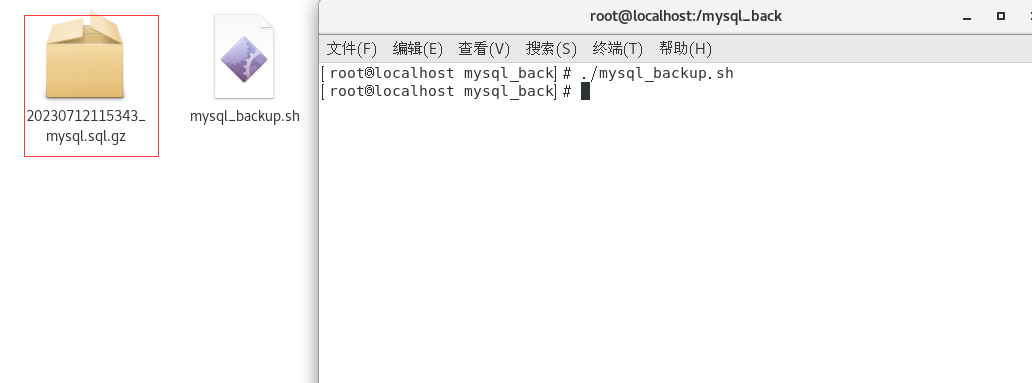 20230712115343_
mysql.sql.gz
mysql_backup.sh
root@localhost:/mysql_back
文件(F) 编辑(E) 查看(V) 搜索(S) 终端(T) 帮助(H)
[root@localhost mysql_back]# ./mysql_backup.sh
[root@localhost mysql_back]#